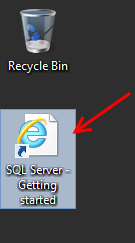 Recycle Bin
SQL Server -
Getting
started